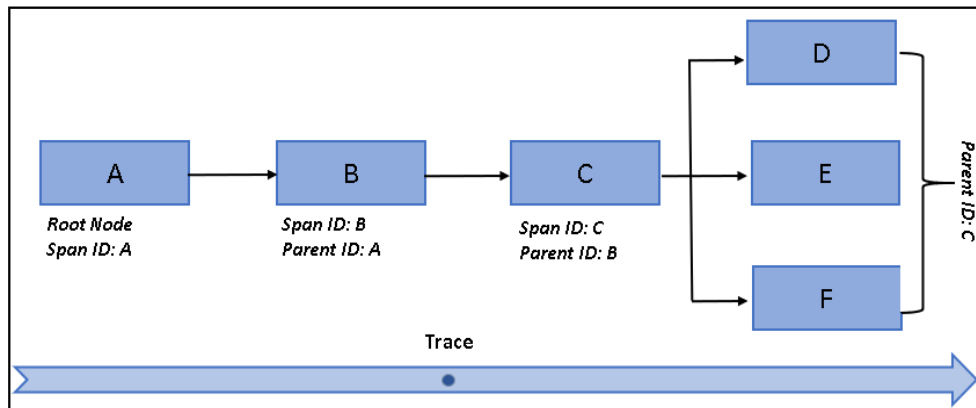 D
A
B
C
E
Root Node
Span ID: A
Span ID: B
Parent ID: A
Span ID: C
Parent ID: B
F
Parent ID: C
Trace